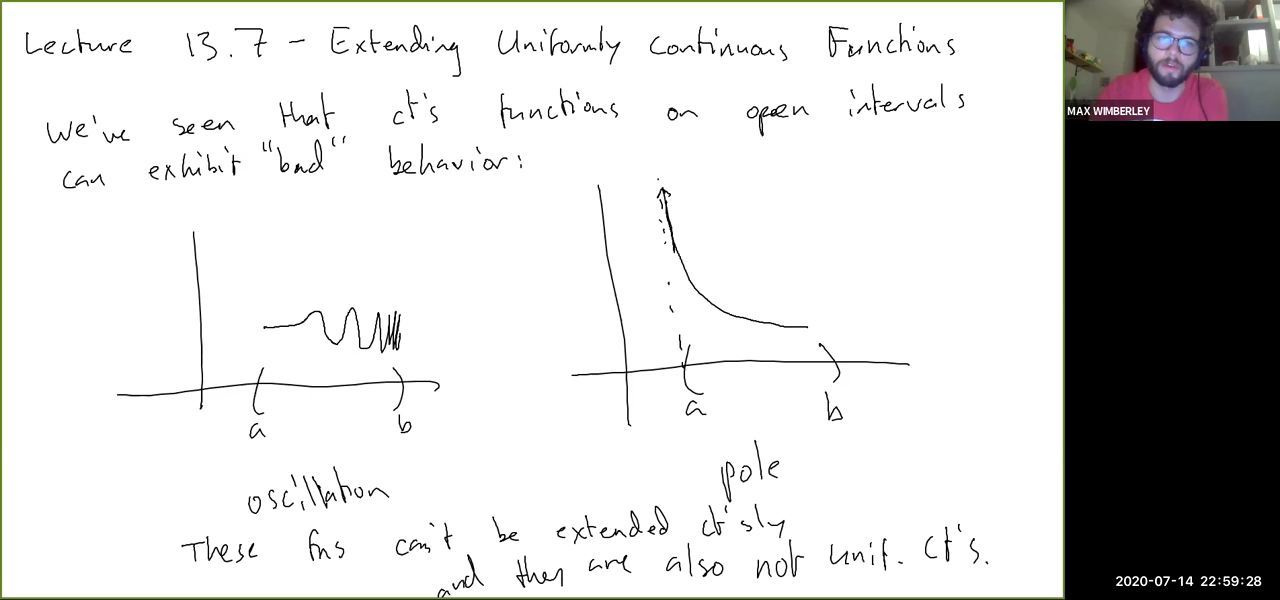 Lecture 13.7 - Extending Uniformly Continuous Functions
We've seen that ct's functions on open intervals
can exhibit "bad" behavior:
a
b
a
b
oscillation
pole
These fns can't be extended ct'sly
and they are also not unif. ct's.
MAX WIMBERLEY
2020-07-14 22:59:28